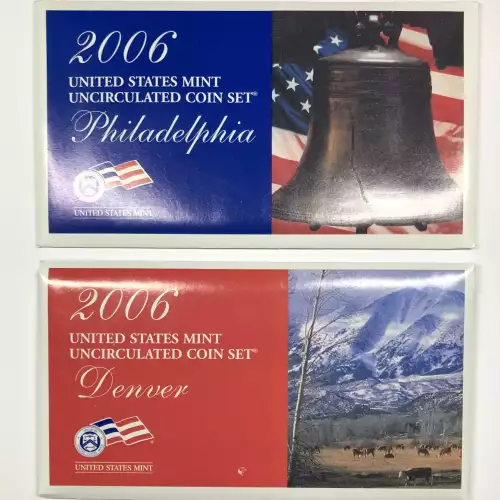 2006
UNITED STATES MINT
UNCIRCULATED COIN SET®
Philadelphia
UNITED STATES MINT
2006
UNITED STATES MINT
UNCIRCULATED COIN SET®
Denver
UNITED STATES MINT